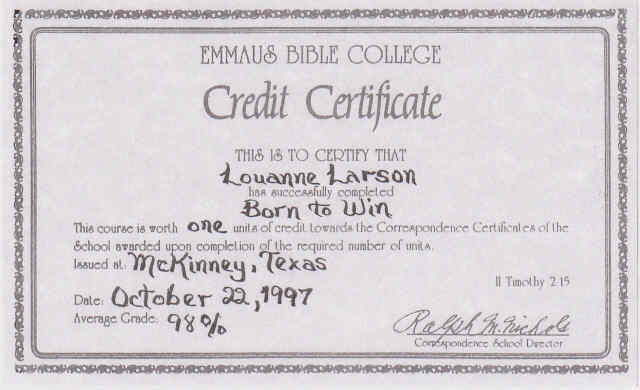 EMMAUS BIBLE COLLEGE
Credit Certificate
THIS IS TO CERTIFY THAT
Louanne Larson
has successfully completed
Born to Win
This course is worth one units of credit towards the Correspondence Certificates of the
School awarded upon completion of the required number of units.
Issued at: McKinney, Texas
II Timothy 2:15
Date: October 22, 1997
Average Grade: 98%
Ralph M. Nichols
Correspondence School Director